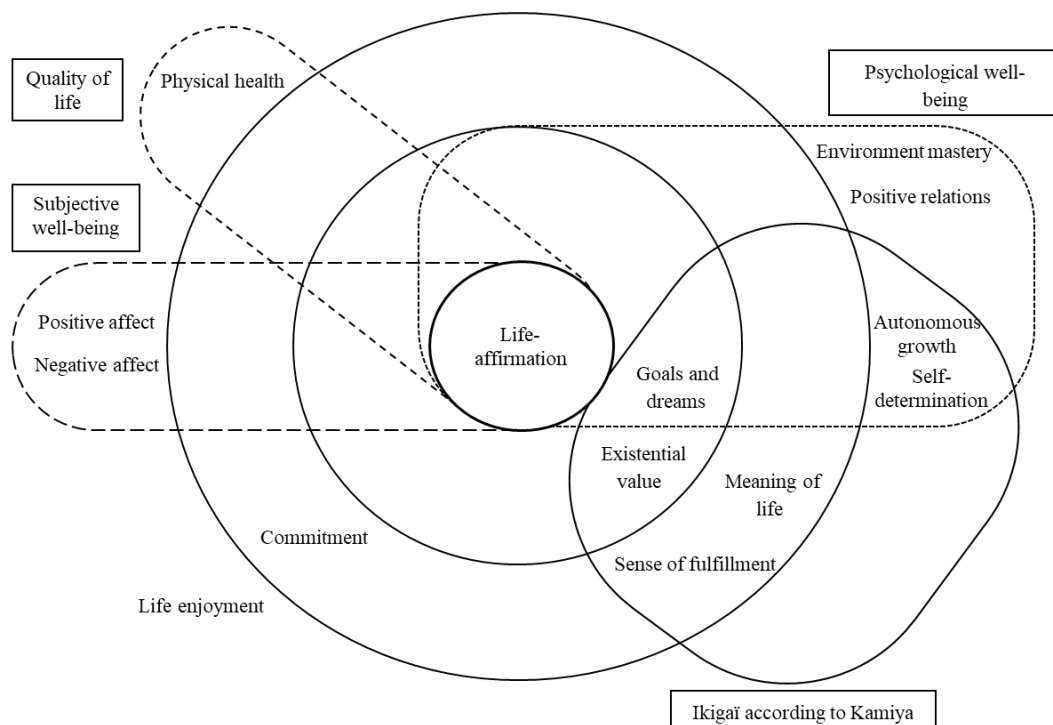 Quality of
life
Physical health
Psychological well-
being
Environment mastery
Positive relations
Subjective
well-being
Positive affect
Negative affect
Life-
affirmation
Autonomous
growth
Self-
determination
Goals and
dreams
Existential
value
Meaning of
life
Commitment
Sense of fulfillment
Life enjoyment
Ikigaï according to Kamiya